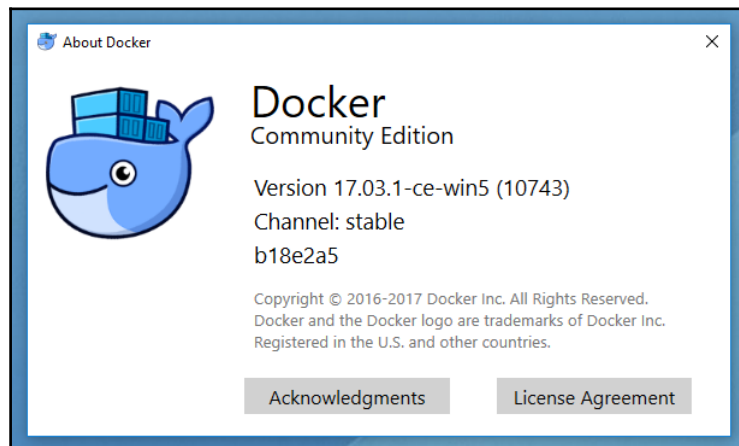 About Docker
Docker
Community Edition
Version 17.03.1-ce-win5 (10743)
Channel: stable
b18e2a5
Copyright © 2016-2017 Docker Inc. All Rights Reserved.
Docker and the Docker logo are trademarks of Docker Inc.
Registered in the U.S. and other countries.
Acknowledgments
License Agreement